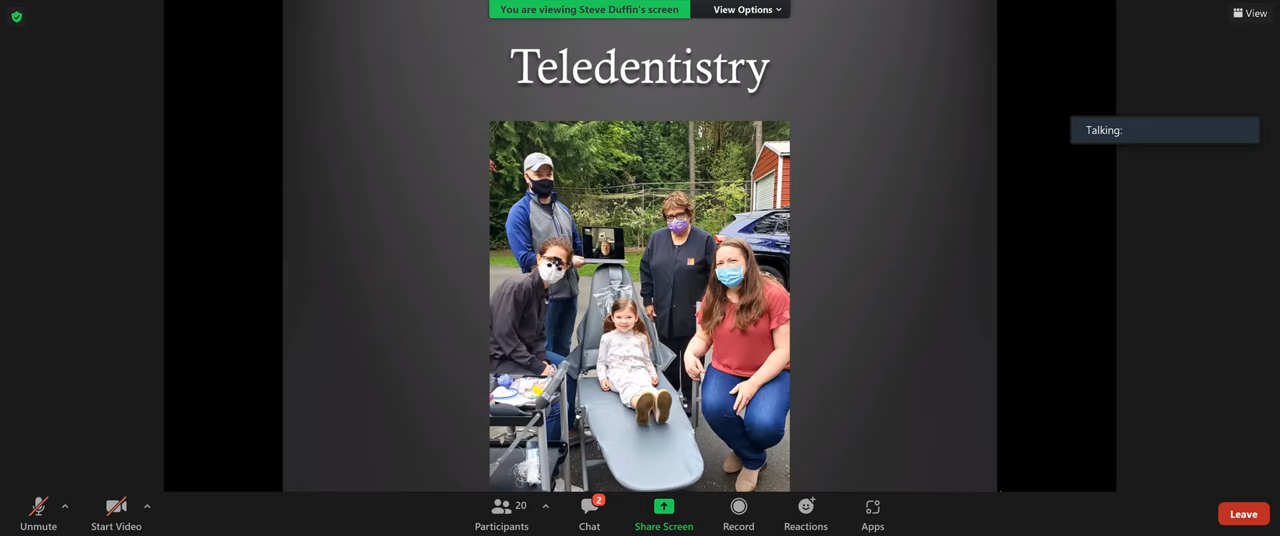 You are viewing Steve Duffin's screen
View Options
View
Teledentistry
Talking:
Unmute
Start Video
20
Participants
2
Chat
Share Screen
Record
Reactions
Apps
Leave